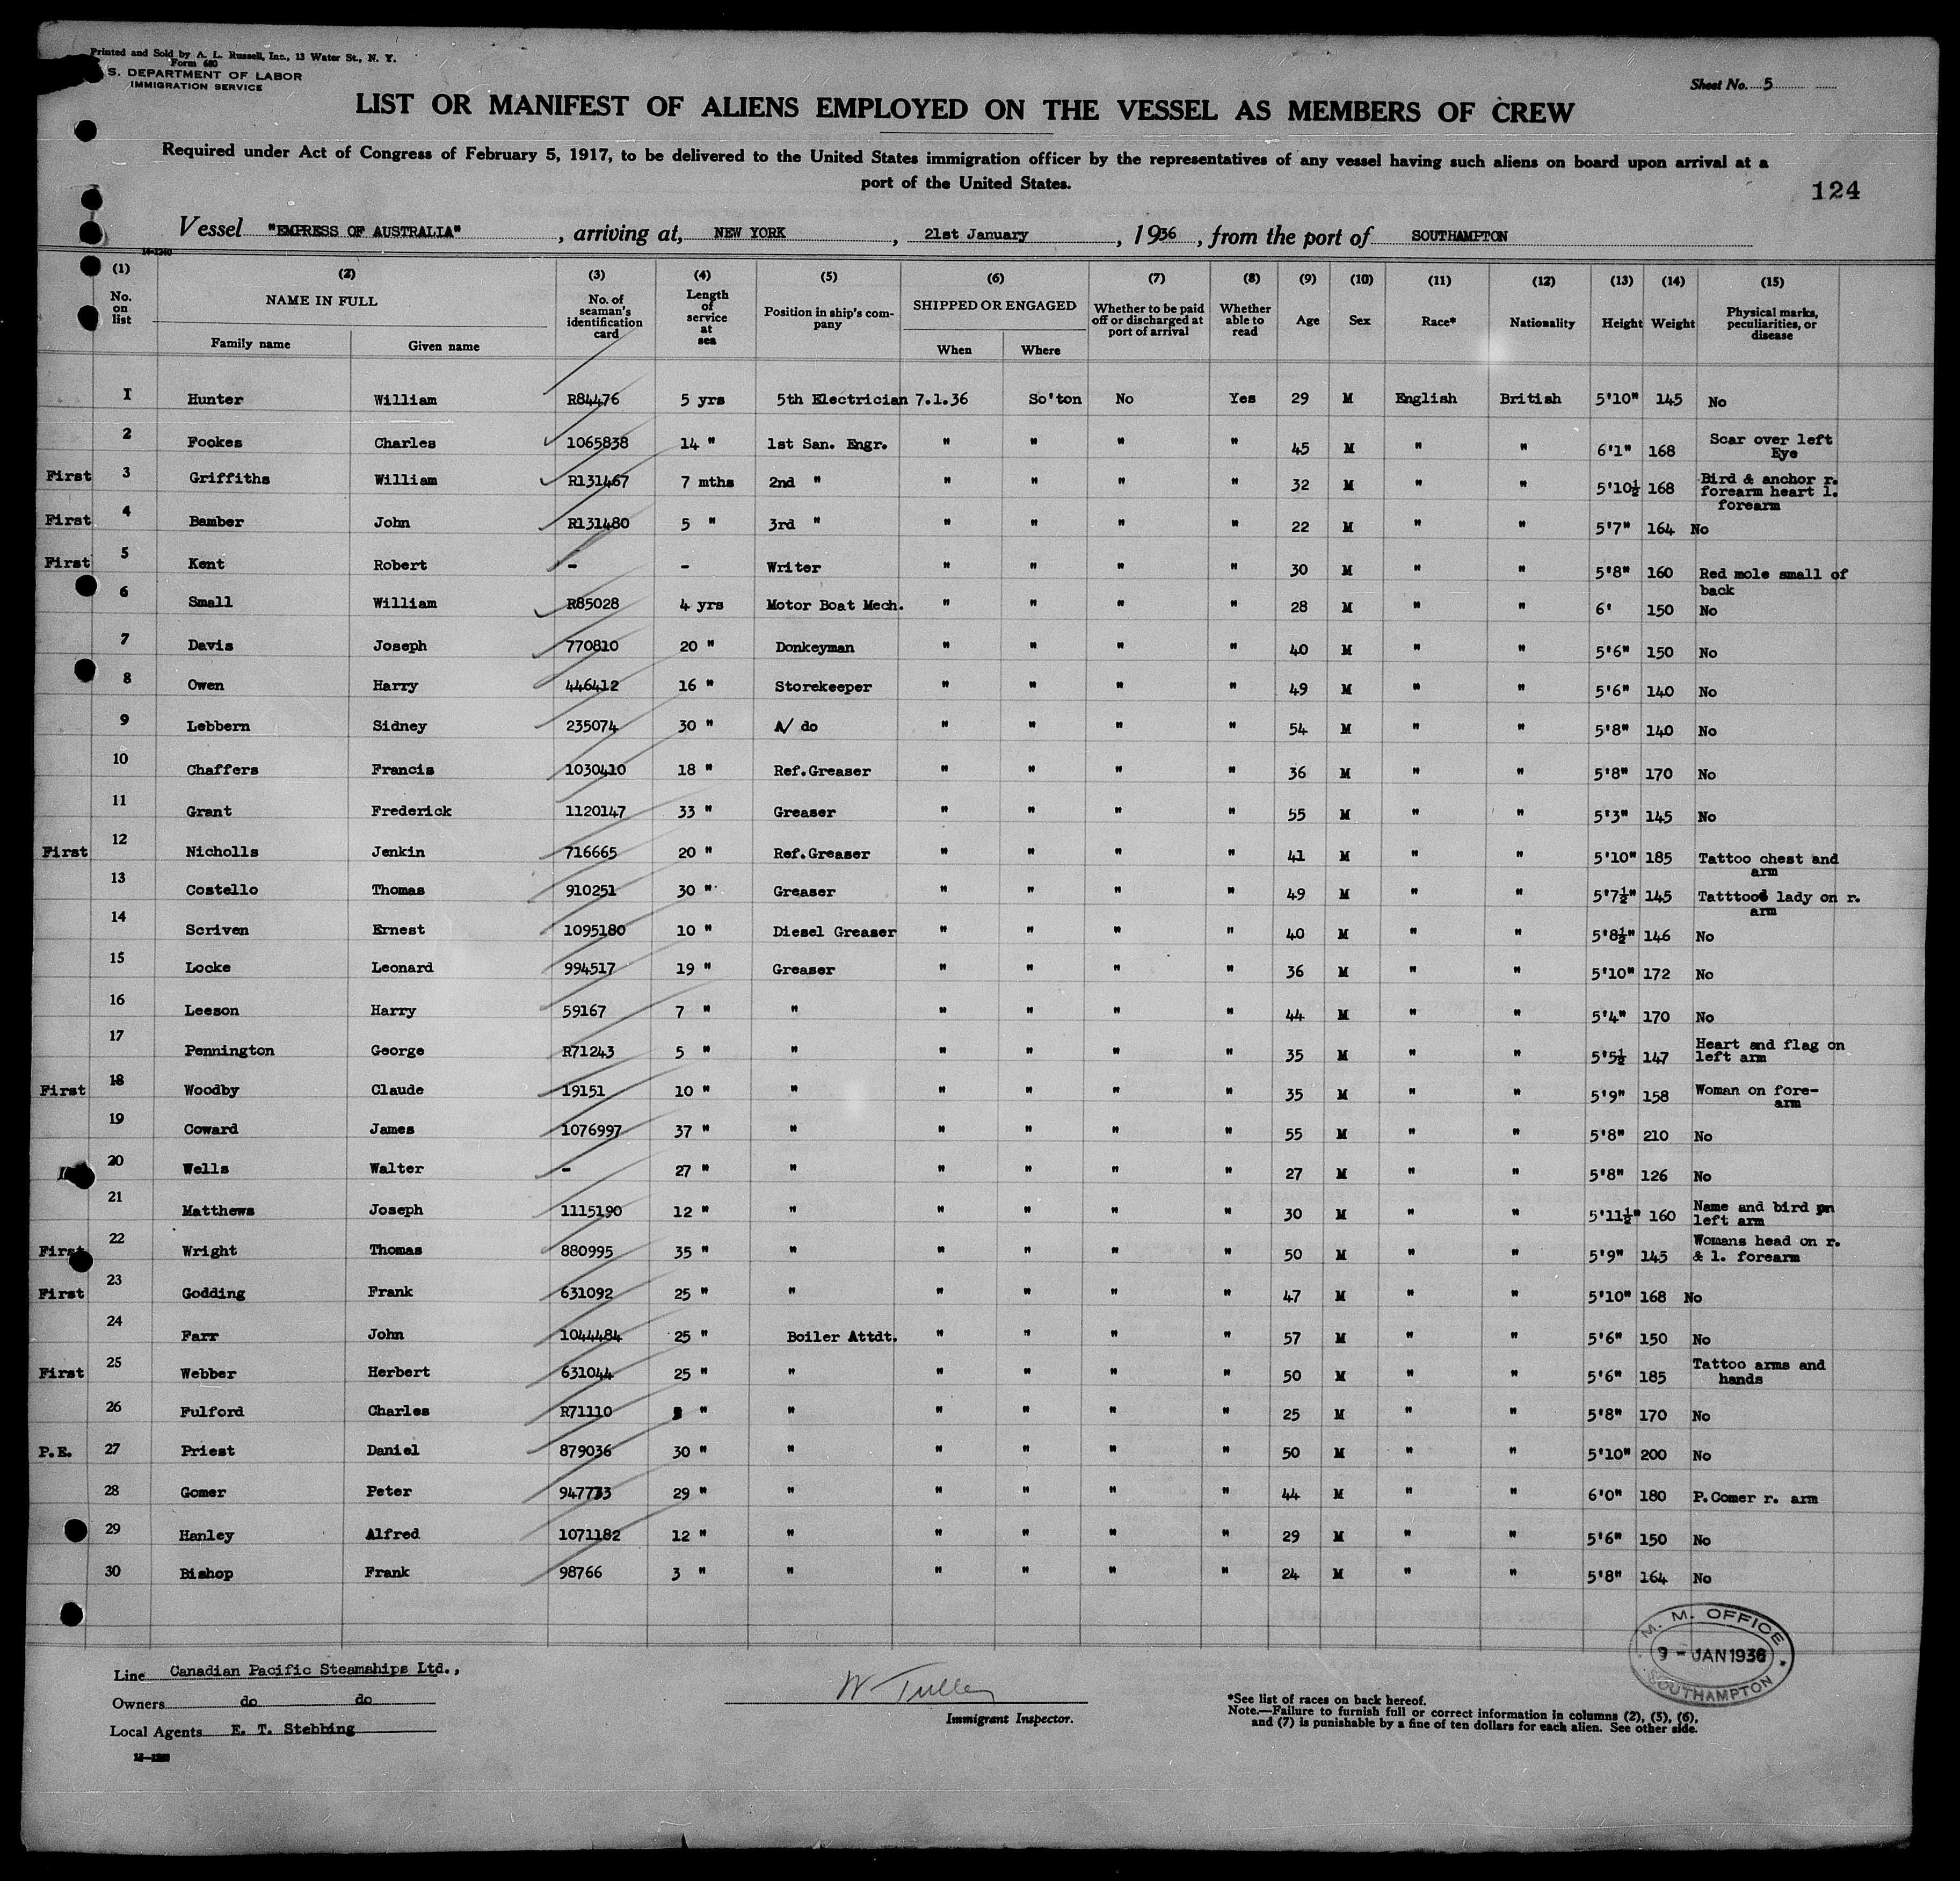 Printed and Sold by A. L. Russell, Inc., 13 Water St., N. Y.
Form 680
S. DEPARTMENT OF LABOR
IMMIGRATION SERVICE
Sheet No. 5
LIST OR MANIFEST OF ALIENS EMPLOYED ON THE VESSEL AS MEMBERS OF CREW
Required under Act of Congress of February 5, 1917, to be delivered to the United States immigration officer by the representatives of any vessel having such aliens on board upon arrival at a
port of the United States.
124
Vessel "EMPRESS OF AUSTRALIA", arriving at, NEW YORK, 21st January, 1936, from the port of SOUTHAMPTON
14-1240
(1) (2) (3) (4) (5) (6) (7) (8) (9) (10) (11) (12) (13) (14) (15)
No. on list NAME IN FULL Family name Given name No. of seaman's identification card Length of service at sea Position in ship's company SHIPPED OR ENGAGED When Where Whether to be paid off or discharged at port of arrival Whether able to read Age Sex Race* Nationality Height Weight Physical marks, peculiarities, or disease
1 Hunter William R84476 5 yrs 5th Electrician 7.1.36 So'ton No Yes 29 M English British 5'10" 145 No
2 Fookes Charles 1065838 14 " 1st San. Engr. " " " " 45 M " " 6'1" 168 Scar over left Eye
First 3 Griffiths William R131467 7 mths 2nd " " " " " 32 M " " 5'10½ 168 Bird & anchor r. forearm heart l. forearm
First 4 Bamber John R131480 5 " 3rd " " " " " 22 M " " 5'7" 164 No
First 5 Kent Robert - - Writer " " " " 30 M " " 5'8" 160 Red mole small of back
6 Small William R85028 4 yrs Motor Boat Mech. " " " " 28 M " " 6' 150 No
7 Davis Joseph 770810 20 " Donkeyman " " " " 40 M " " 5'6" 150 No
8 Owen Harry 446412 16 " Storekeeper " " " " 49 M " " 5'6" 140 No
9 Lebbern Sidney 235074 30 " A/ do " " " " 54 M " " 5'8" 140 No
10 Chaffers Francis 1030410 18 " Ref.Greaser " " " " 36 M " " 5'8" 170 No
11 Grant Frederick 1120147 33 " Greaser " " " " 55 M " " 5'3" 145 No
First 12 Nicholls Jenkin 716665 20 " Ref.Greaser " " " " 41 M " " 5'10" 185 Tattoo chest and arm
13 Costello Thomas 910251 30 " Greaser " " " " 49 M " " 5'7½" 145 Tatttood lady on r. arm
14 Scriven Ernest 1095180 10 " Diesel Greaser " " " " 40 M " " 5'8½" 146 No
15 Locke Leonard 994517 19 " Greaser " " " " 36 M " " 5'10" 172 No
16 Leeson Harry 59167 7 " " " " " " 44 M " " 5'4" 170 No
17 Pennington George R71243 5 " " " " " " 35 M " " 5'5½ 147 Heart and flag on left arm
First 18 Woodby Claude 19151 10 " " " " " " 35 M " " 5'9" 158 Woman on fore-arm
19 Coward James 1076997 37 " " " " " " 55 M " " 5'8" 210 No
20 Wells Walter - 27 " " " " " " 27 M " " 5'8" 126 No
21 Matthews Joseph 1115190 12 " " " " " " 30 M " " 5'11½" 160 Name and bird on left arm
First 22 Wright Thomas 880995 35 " " " " " " 50 M " " 5'9" 145 Womans head on r. & l. forearm
First 23 Godding Frank 631092 25 " " " " " " 47 M " " 5'10" 168 No
24 Farr John 1044484 25 " Boiler Attdt. " " " " 57 M " " 5'6" 150 No
First 25 Webber Herbert 631044 25 " " " " " " 50 M " " 5'6" 185 Tattoo arms and hands
26 Fulford Charles R71110 " " " " " " 25 M " " 5'8" 170 No
P.E. 27 Priest Daniel 879036 30 " " " " " " 50 M " " 5'10" 200 No
28 Gomer Peter 947733 29 " " " " " " 44 M " " 6'0" 180 P.Comer r. arm
29 Hanley Alfred 1071182 12 " " " " " " 29 M " " 5'6" 150 No
30 Bishop Frank 98766 3 " " " " " " 24 M " " 5'8" 164 No
M. M. OFFICE
9 - JAN 1936
SOUTHAMPTON
Line Canadian Pacific Steamships Ltd.,
Owners do do
Local Agents E. T. Stebbing
W Tulley
Immigrant Inspector.
*See list of races on back hereof.
Note.—Failure to furnish full or correct information in columns (2), (5), (6),
and (7) is punishable by a fine of ten dollars for each alien. See other side.